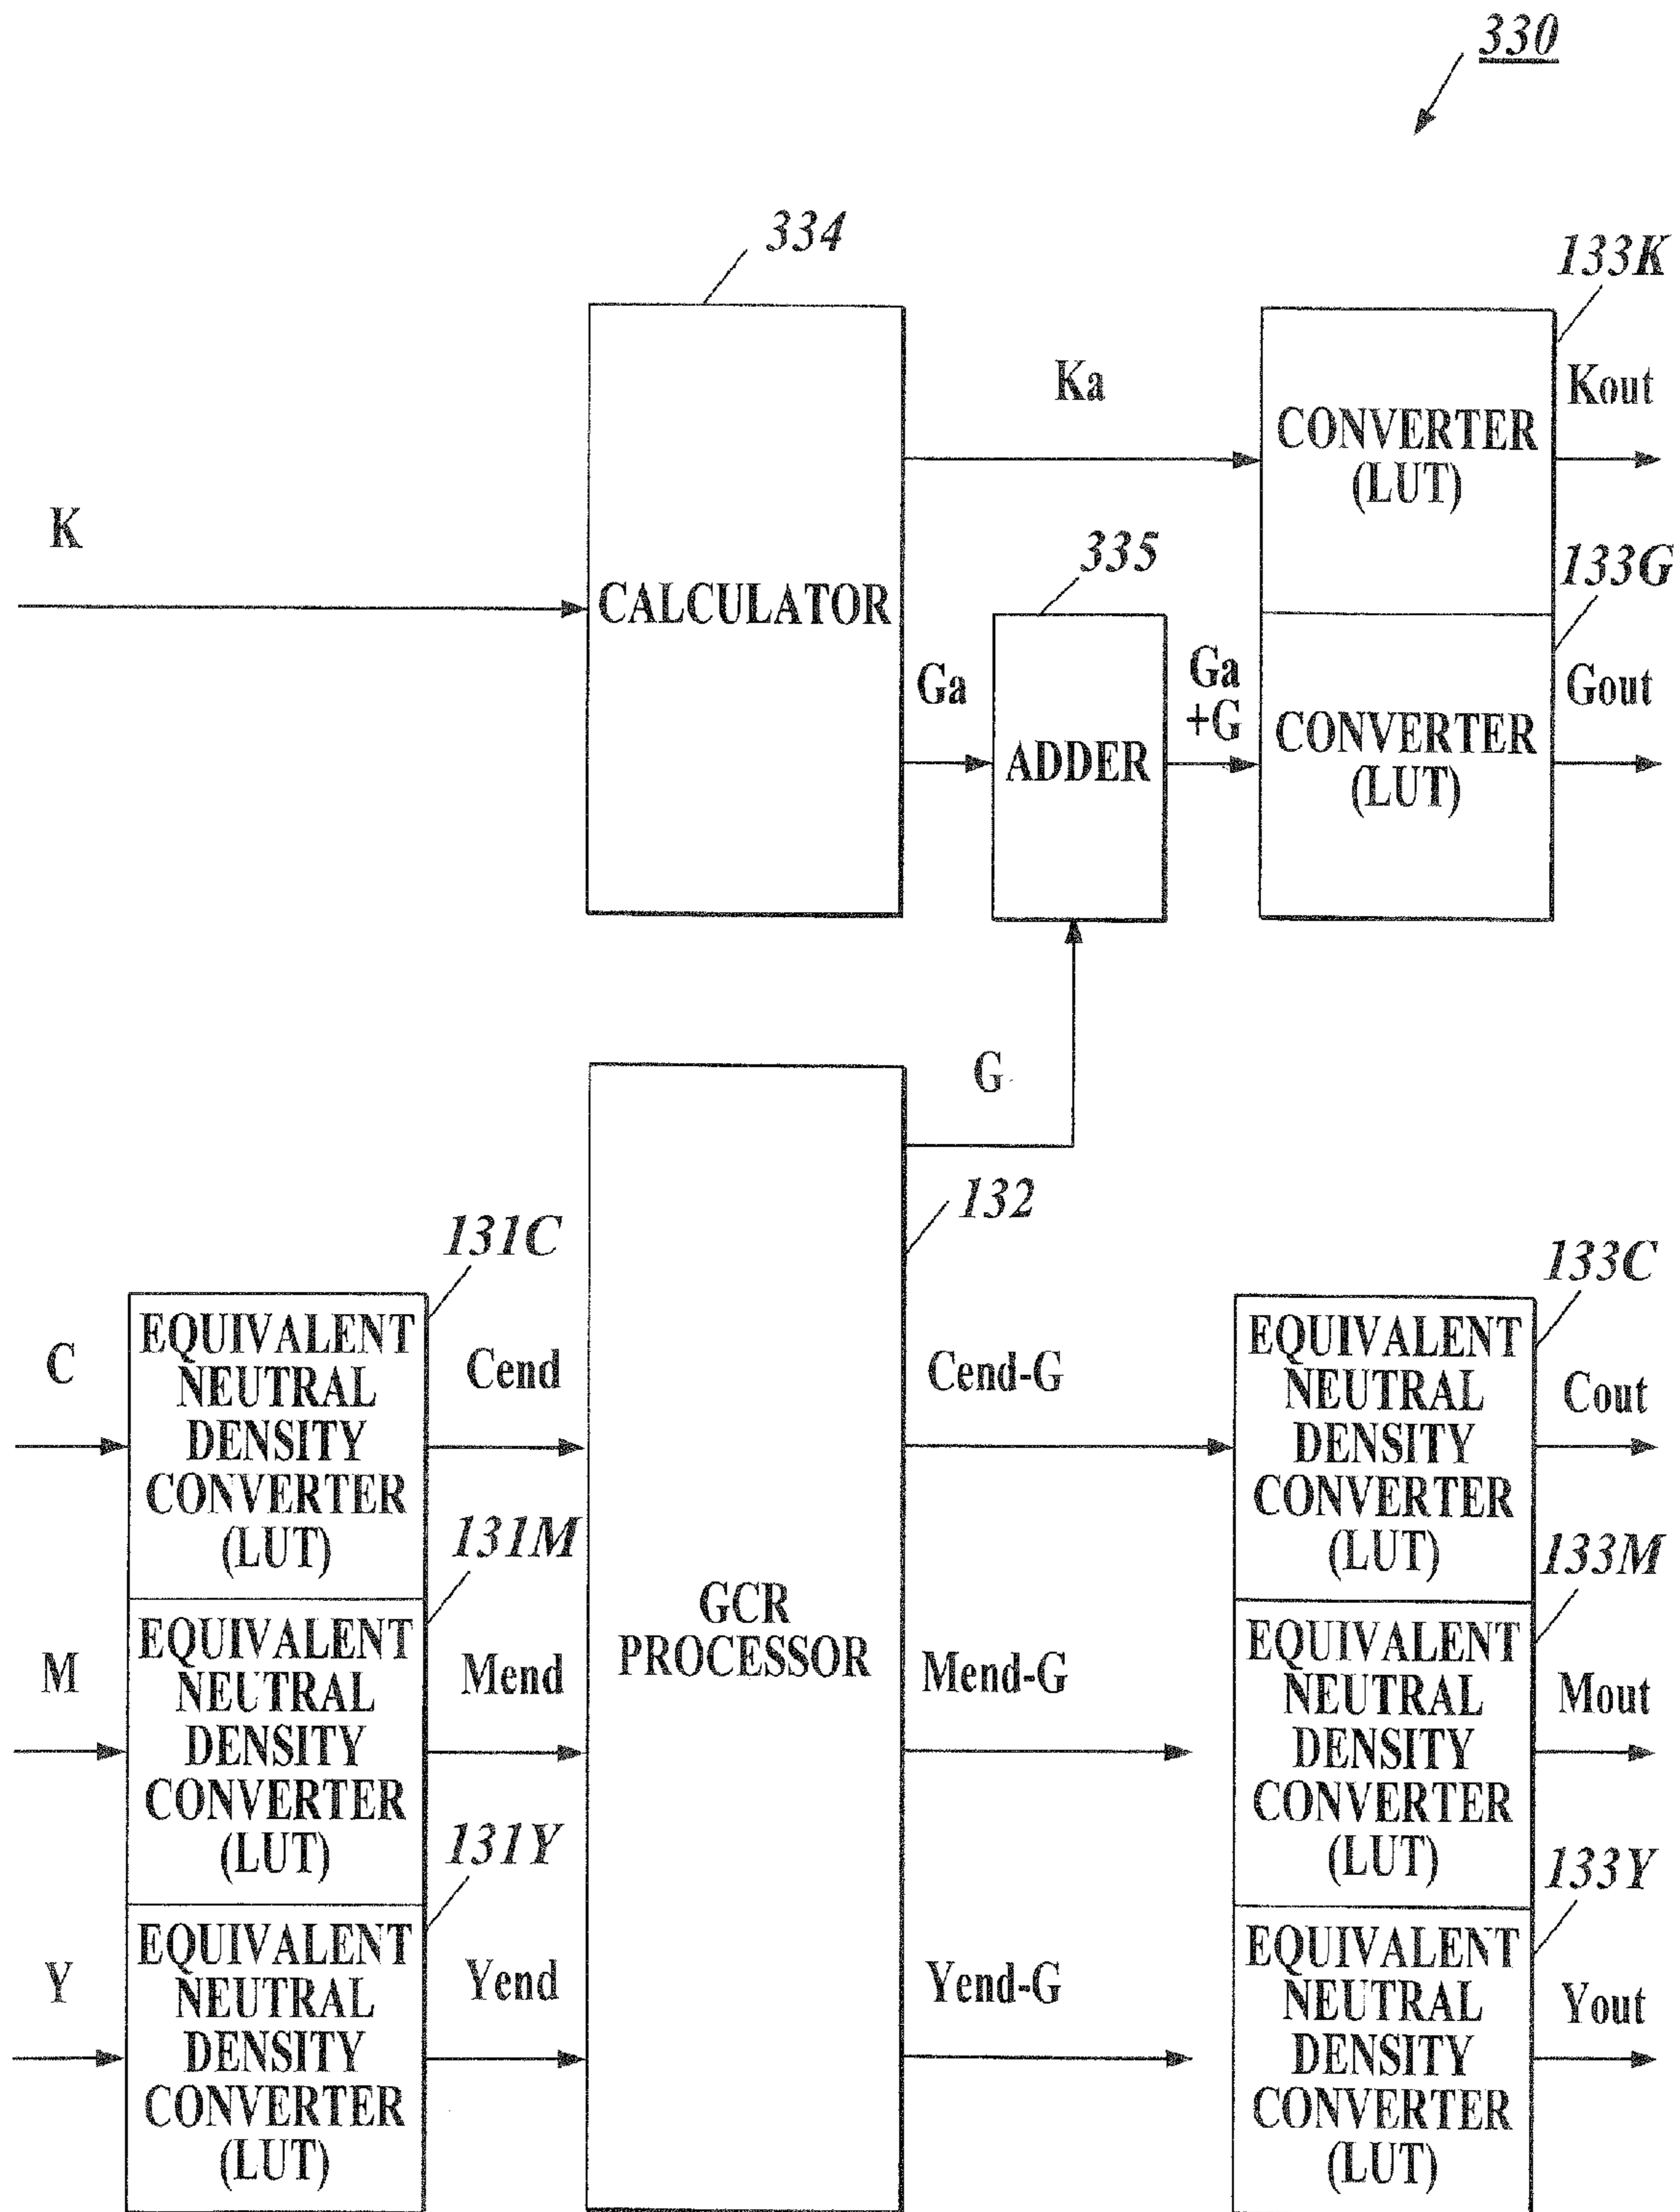 330
334
133K
Ka
Kout
CONVERTER
(LUT)
K
335
133G
CALCULATOR
Ga
Ga
+G
Gout
ADDER
CONVERTER
(LUT)
G
132
131C
133C
C
EQUIVALENT
NEUTRAL
DENSITY
CONVERTER
(LUT)
Cend
Cend-G
EQUIVALENT
NEUTRAL
DENSITY
CONVERTER
(LUT)
Cout
131M
133M
M
EQUIVALENT
NEUTRAL
DENSITY
CONVERTER
(LUT)
Mend
GCR
PROCESSOR
Mend-G
EQUIVALENT
NEUTRAL
DENSITY
CONVERTER
(LUT)
Mout
131Y
133Y
Y
EQUIVALENT
NEUTRAL
DENSITY
CONVERTER
(LUT)
Yend
Yend-G
EQUIVALENT
NEUTRAL
DENSITY
CONVERTER
(LUT)
Yout